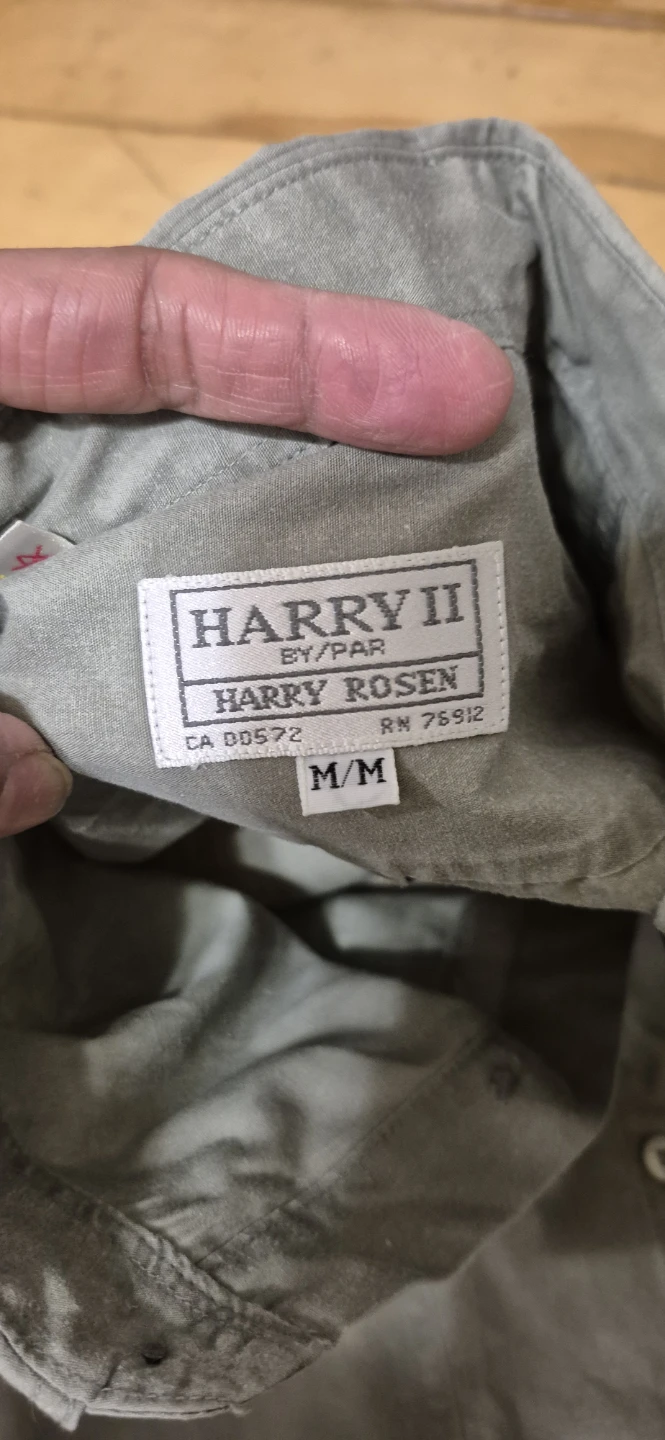 HARRY II
BY/PAR
HARRY ROSEN
CA 00572 RN 76912
M/M